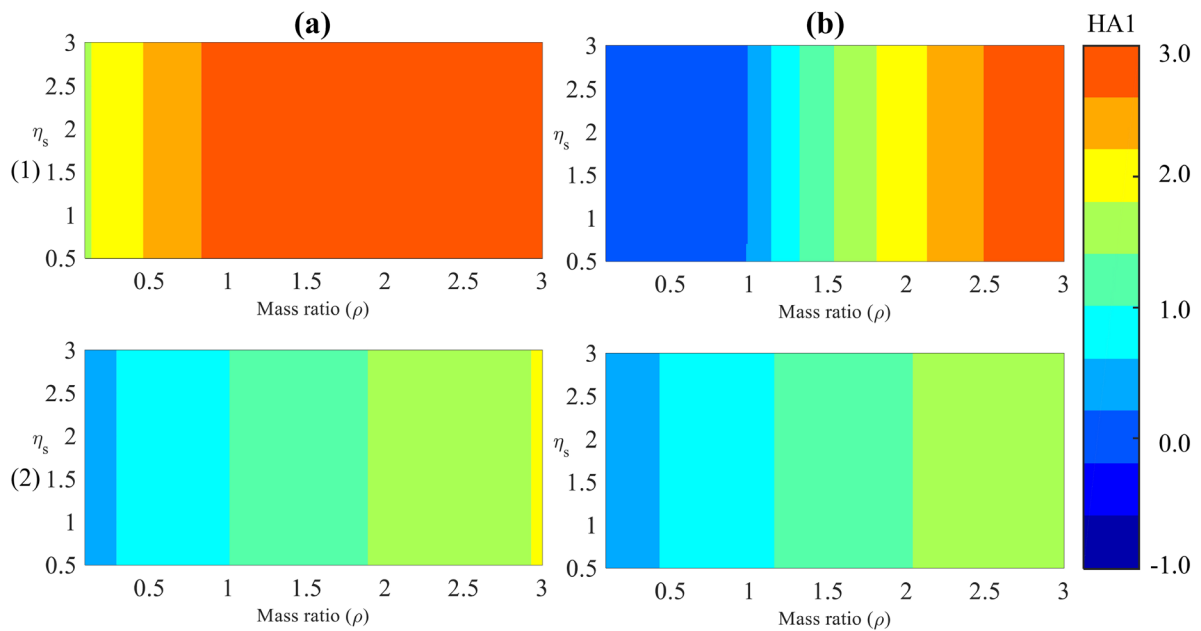 (a) (b) HA1
3 3 3.0
2.5 2.5
ηs 2 ηs 2 2.0
(1) 1.5 1.5
1 1
0.5 0.5
0.5 1 1.5 2 2.5 3 0.5 1 1.5 2 2.5 3
Mass ratio (ρ) Mass ratio (ρ) 1.0
3 3
2.5 2.5
ηs 2 ηs 2 0.0
(2) 1.5 1.5
1 1
0.5 0.5 -1.0
0.5 1 1.5 2 2.5 3 0.5 1 1.5 2 2.5 3
Mass ratio (ρ) Mass ratio (ρ)